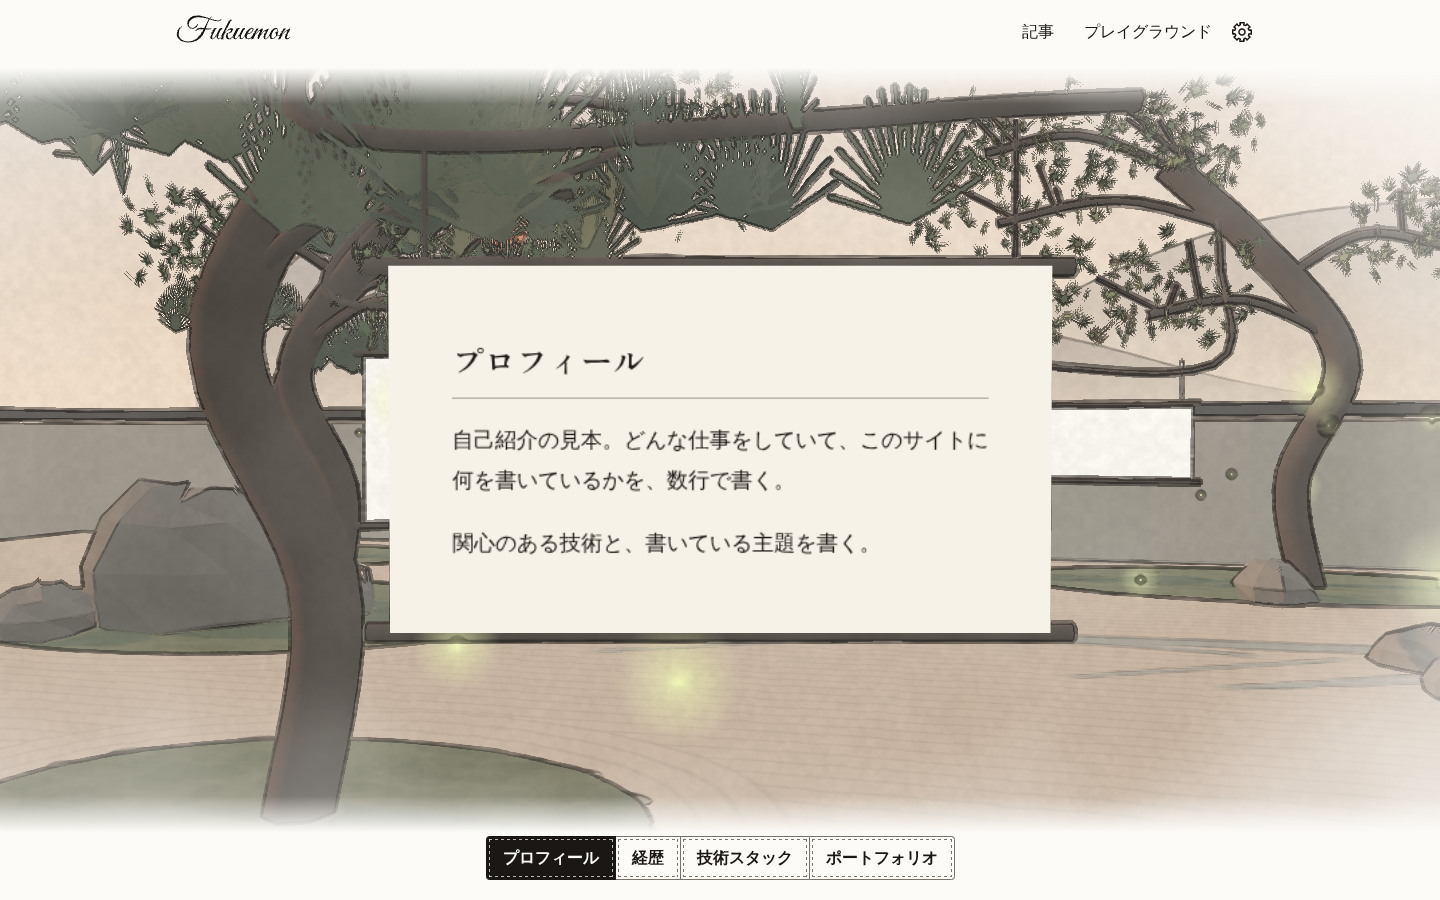 Fukuemon
記事
プレイグラウンド
プロフィール
自己紹介の見本。どんな仕事をしていて、このサイトに
何を書いているかを、数行で書く。
関心のある技術と、書いている主題を書く。
プロフィール
経歴
技術スタック
ポートフォリオ